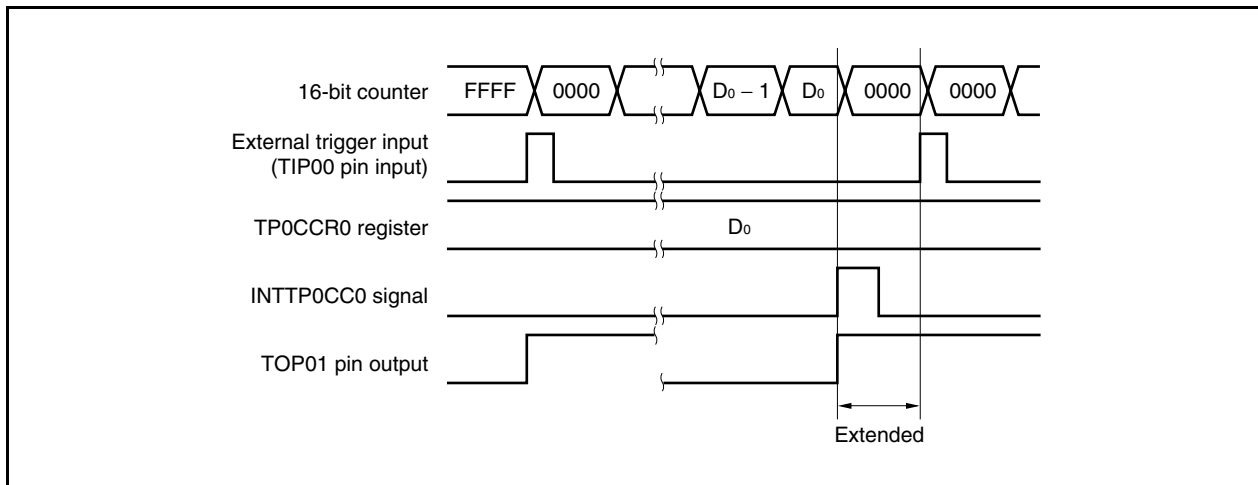 16-bit counter
FFFF 0000 D0 − 1 D0 0000 0000
External trigger input
(TIP00 pin input)
TP0CCR0 register
D0
INTTP0CC0 signal
TOP01 pin output
Extended